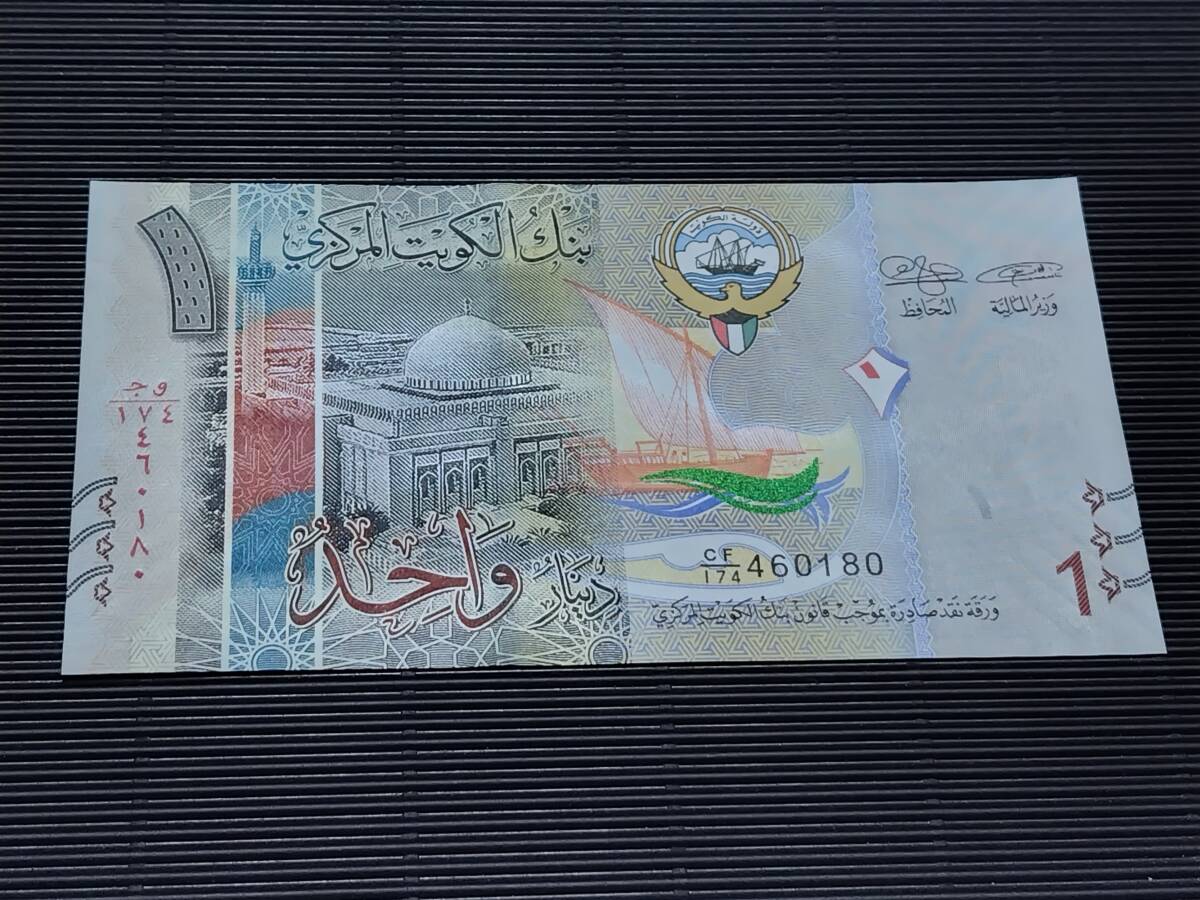 بنك الكويت المركزي
دولة الكويت
وزير المالية
المحافظ
١
و ج
١٧٤
٤٦٠١٨٠
دينار واحد
CF
174 460180
ورقة نقد صادرة بموجب قانون بنك الكويت المركزي
1